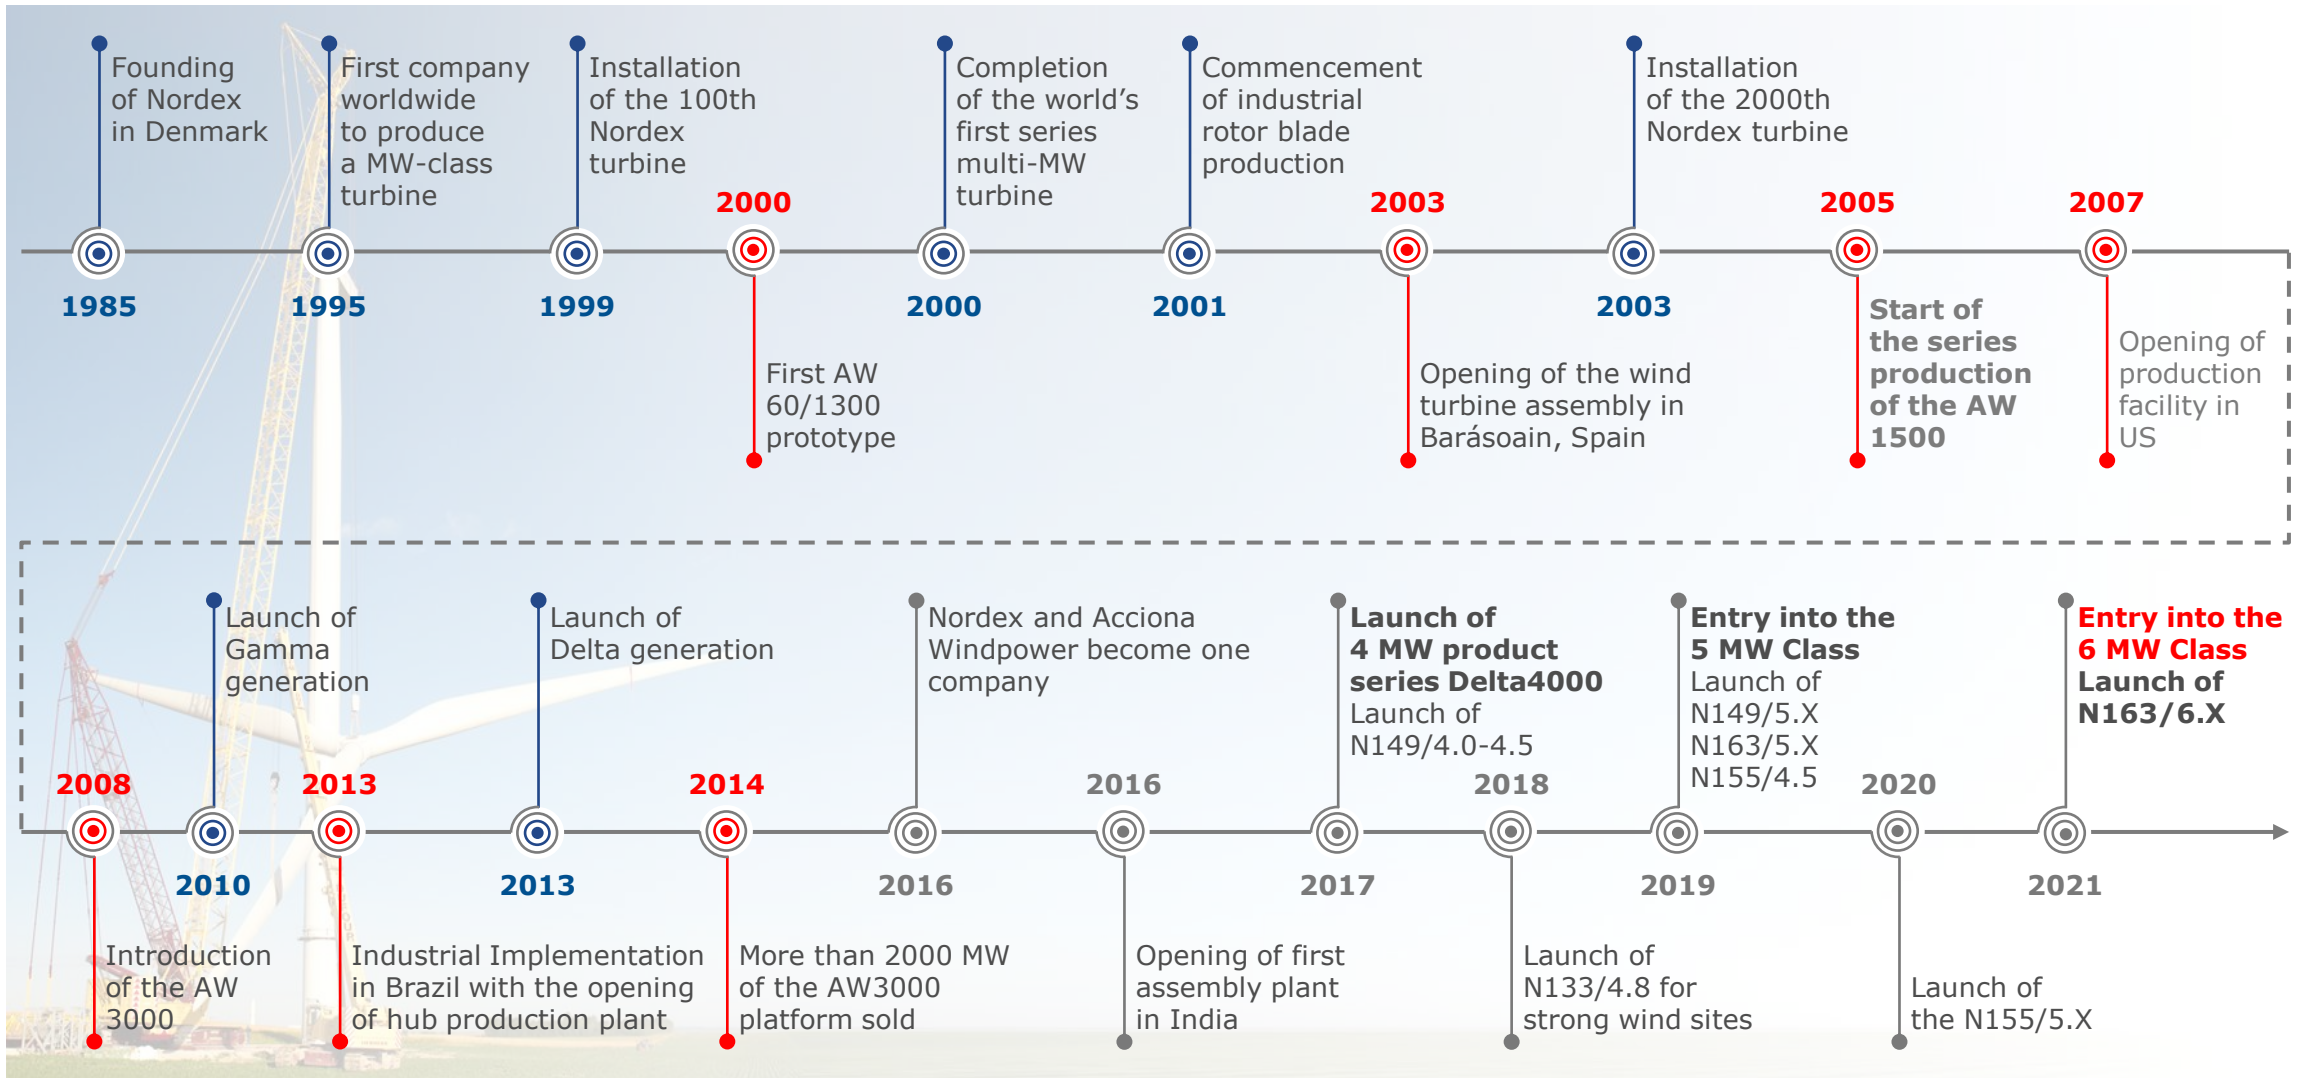 Founding
of Nordex
in Denmark
1985
First company
worldwide
to produce
a MW-class
turbine
1995
Installation
of the 100th
Nordex
turbine
1999
2000
First AW
60/1300
prototype
Completion
of the world's
first series
multi-MW
turbine
2000
Commencement
of industrial
rotor blade
production
2001
2003
Opening of the wind
turbine assembly in
Barásoain, Spain
Installation
of the 2000th
Nordex turbine
2003
2005
Start of
the series
production
of the AW
1500
2007
Opening of
production
facility in
US
2008
Introduction
of the AW
3000
Launch of
Gamma
generation
2010
2013
Industrial Implementation
in Brazil with the opening
of hub production plant
Launch of
Delta generation
2013
2014
More than 2000 MW
of the AW3000
platform sold
Nordex and Acciona
Windpower become one
company
2016
2016
Opening of first
assembly plant
in India
Launch of
4 MW product
series Delta4000
Launch of
N149/4.0-4.5
2017
2018
Launch of
N133/4.8 for
strong wind sites
Entry into the
5 MW Class
Launch of
N149/5.X
N163/5.X
N155/4.5
2019
2020
Launch of
the N155/5.X
Entry into the
6 MW Class
Launch of
N163/6.X
2021